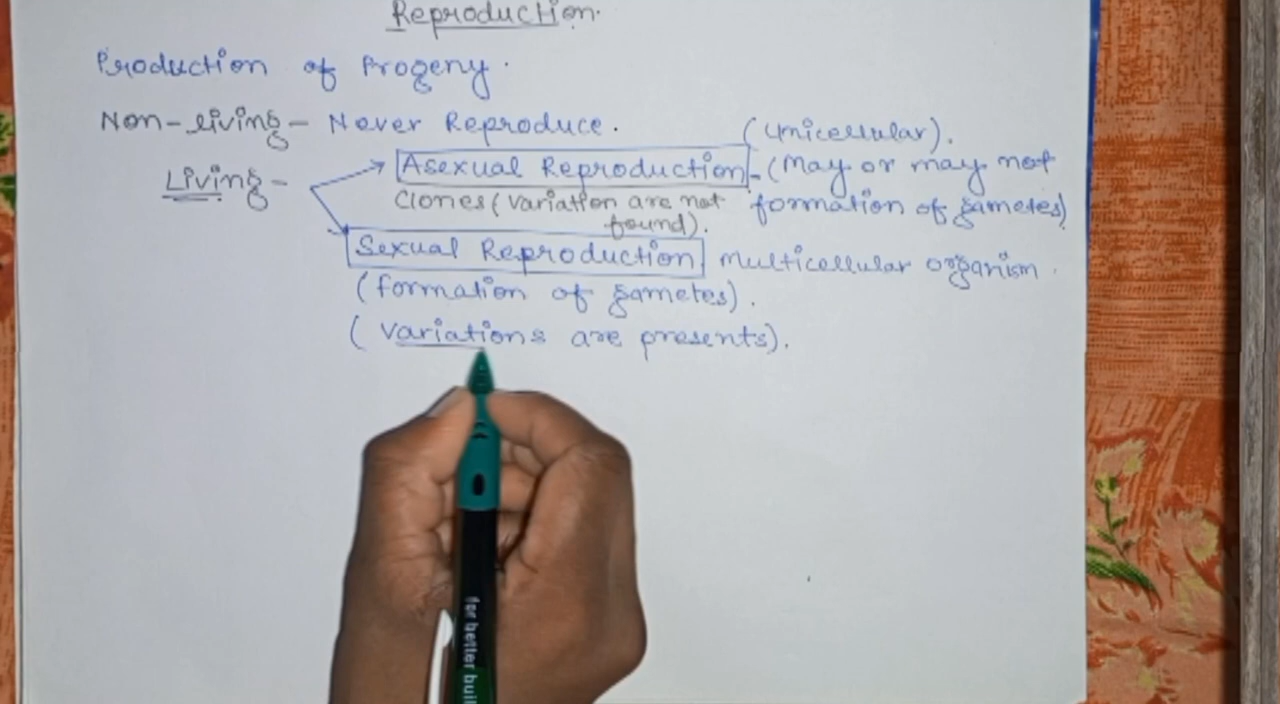 Reproduction.
Production of Progeny.
Non-living - Never Reproduce.
(Unicellular).
Living -
Asexual Reproduction - (May or may not
Clones (Variation are not formation of gametes)
found).
Sexual Reproduction Multicellular organism.
(formation of gametes).
(Variations are presents).
for better buil